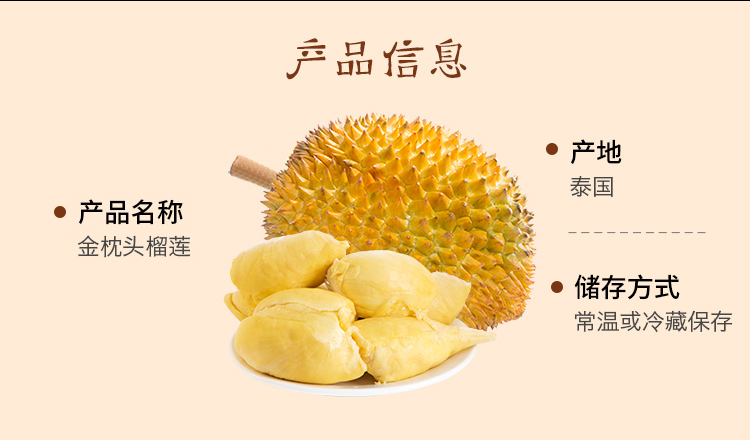 产品信息
产品名称
金枕头榴莲
产地
泰国
储存方式
常温或冷藏保存